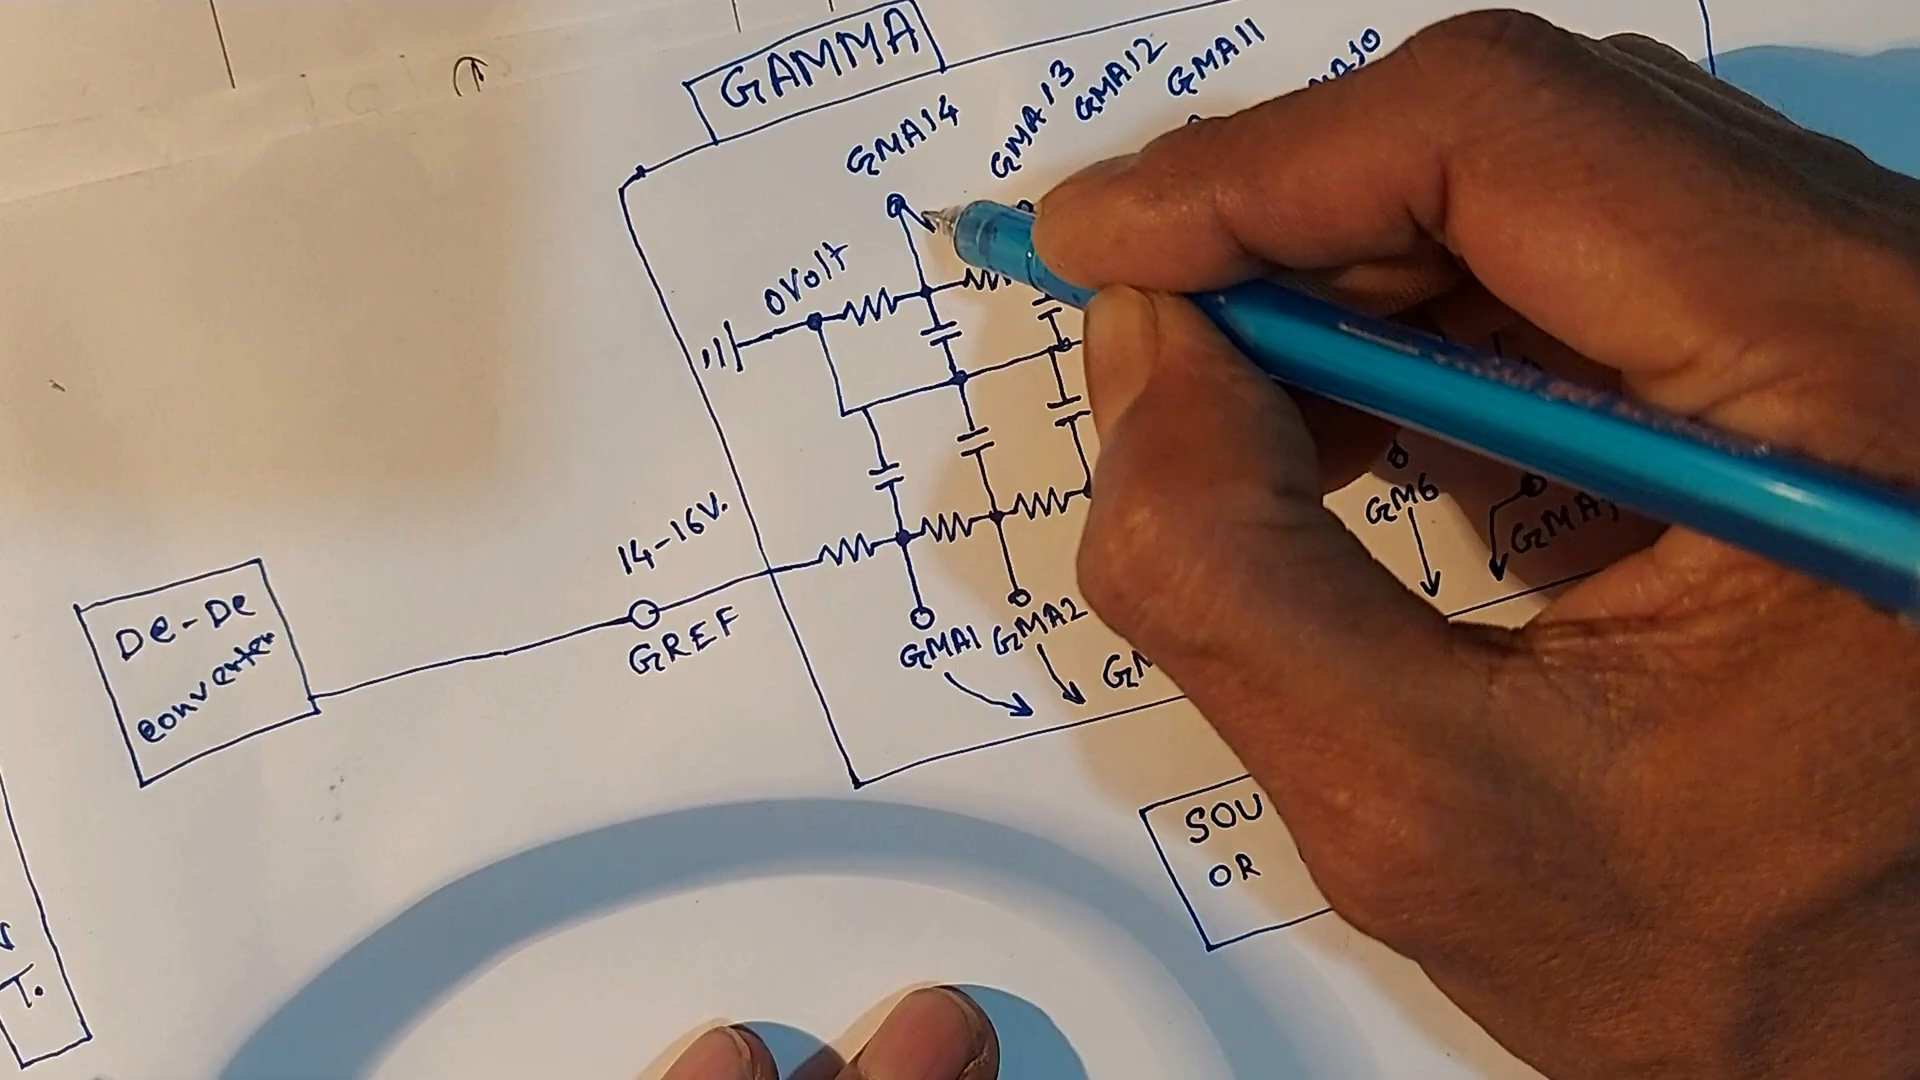 GAMMA
GMA14
GMA13
GMA12
GMA11
0Volt
14-16V.
GREF
DC-DC
converter
GMA1
GMA2
GM6
SOU
OR
T.